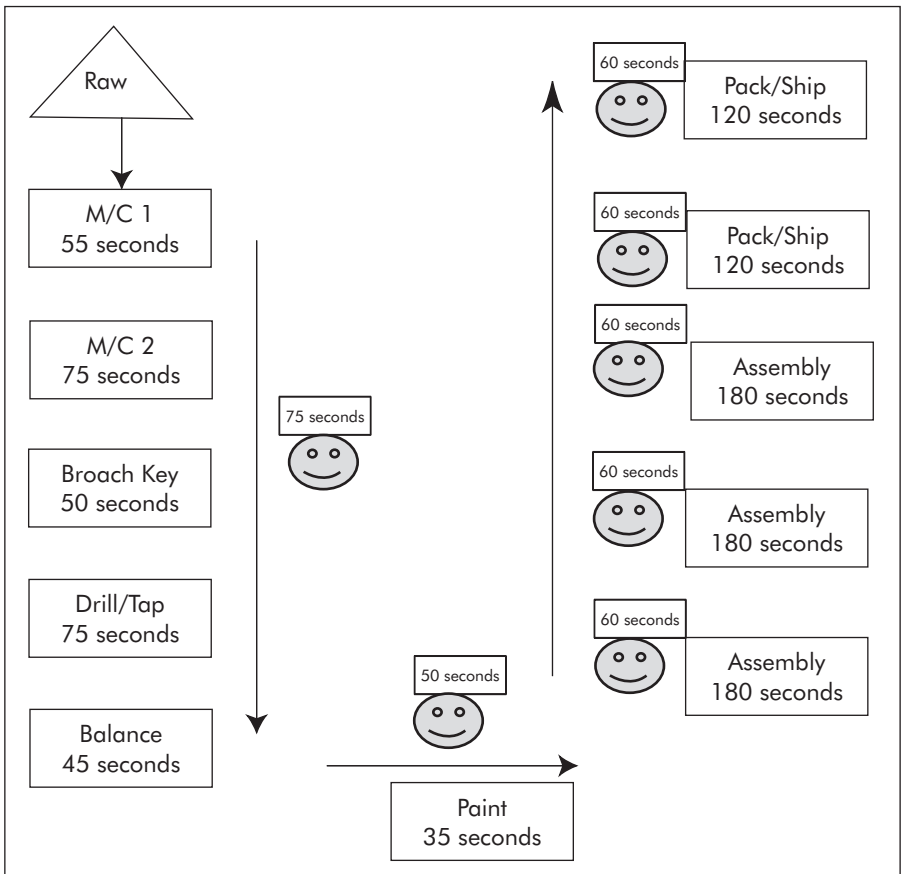 Raw
M/C 1
55 seconds
M/C 2
75 seconds
Broach Key
50 seconds
Drill/Tap
75 seconds
Balance
45 seconds
75 seconds
50 seconds
Paint
35 seconds
60 seconds
Pack/Ship
120 seconds
60 seconds
Pack/Ship
120 seconds
60 seconds
Assembly
180 seconds
60 seconds
Assembly
180 seconds
60 seconds
Assembly
180 seconds